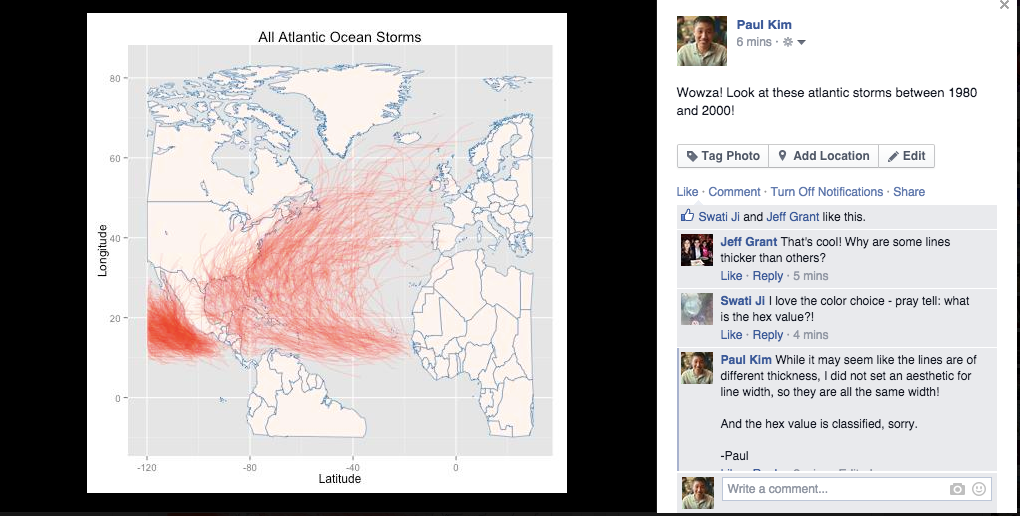 All Atlantic Ocean Storms
80
60
40
20
0
Longitude
-120
-80
-40
0
Latitude
Paul Kim
6 mins ·
Wowza! Look at these atlantic storms between 1980
and 2000!
Tag Photo
Add Location
Edit
Like · Comment · Turn Off Notifications · Share
Swati Ji and Jeff Grant like this.
Jeff Grant That's cool! Why are some lines
thicker than others?
Like · Reply · 5 mins
Swati Ji I love the color choice - pray tell: what
is the hex value?!
Like · Reply · 4 mins
Paul Kim While it may seem like the lines are of
different thickness, I did not set an aesthetic for
line width, so they are all the same width!
And the hex value is classified, sorry.
-Paul
Write a comment...